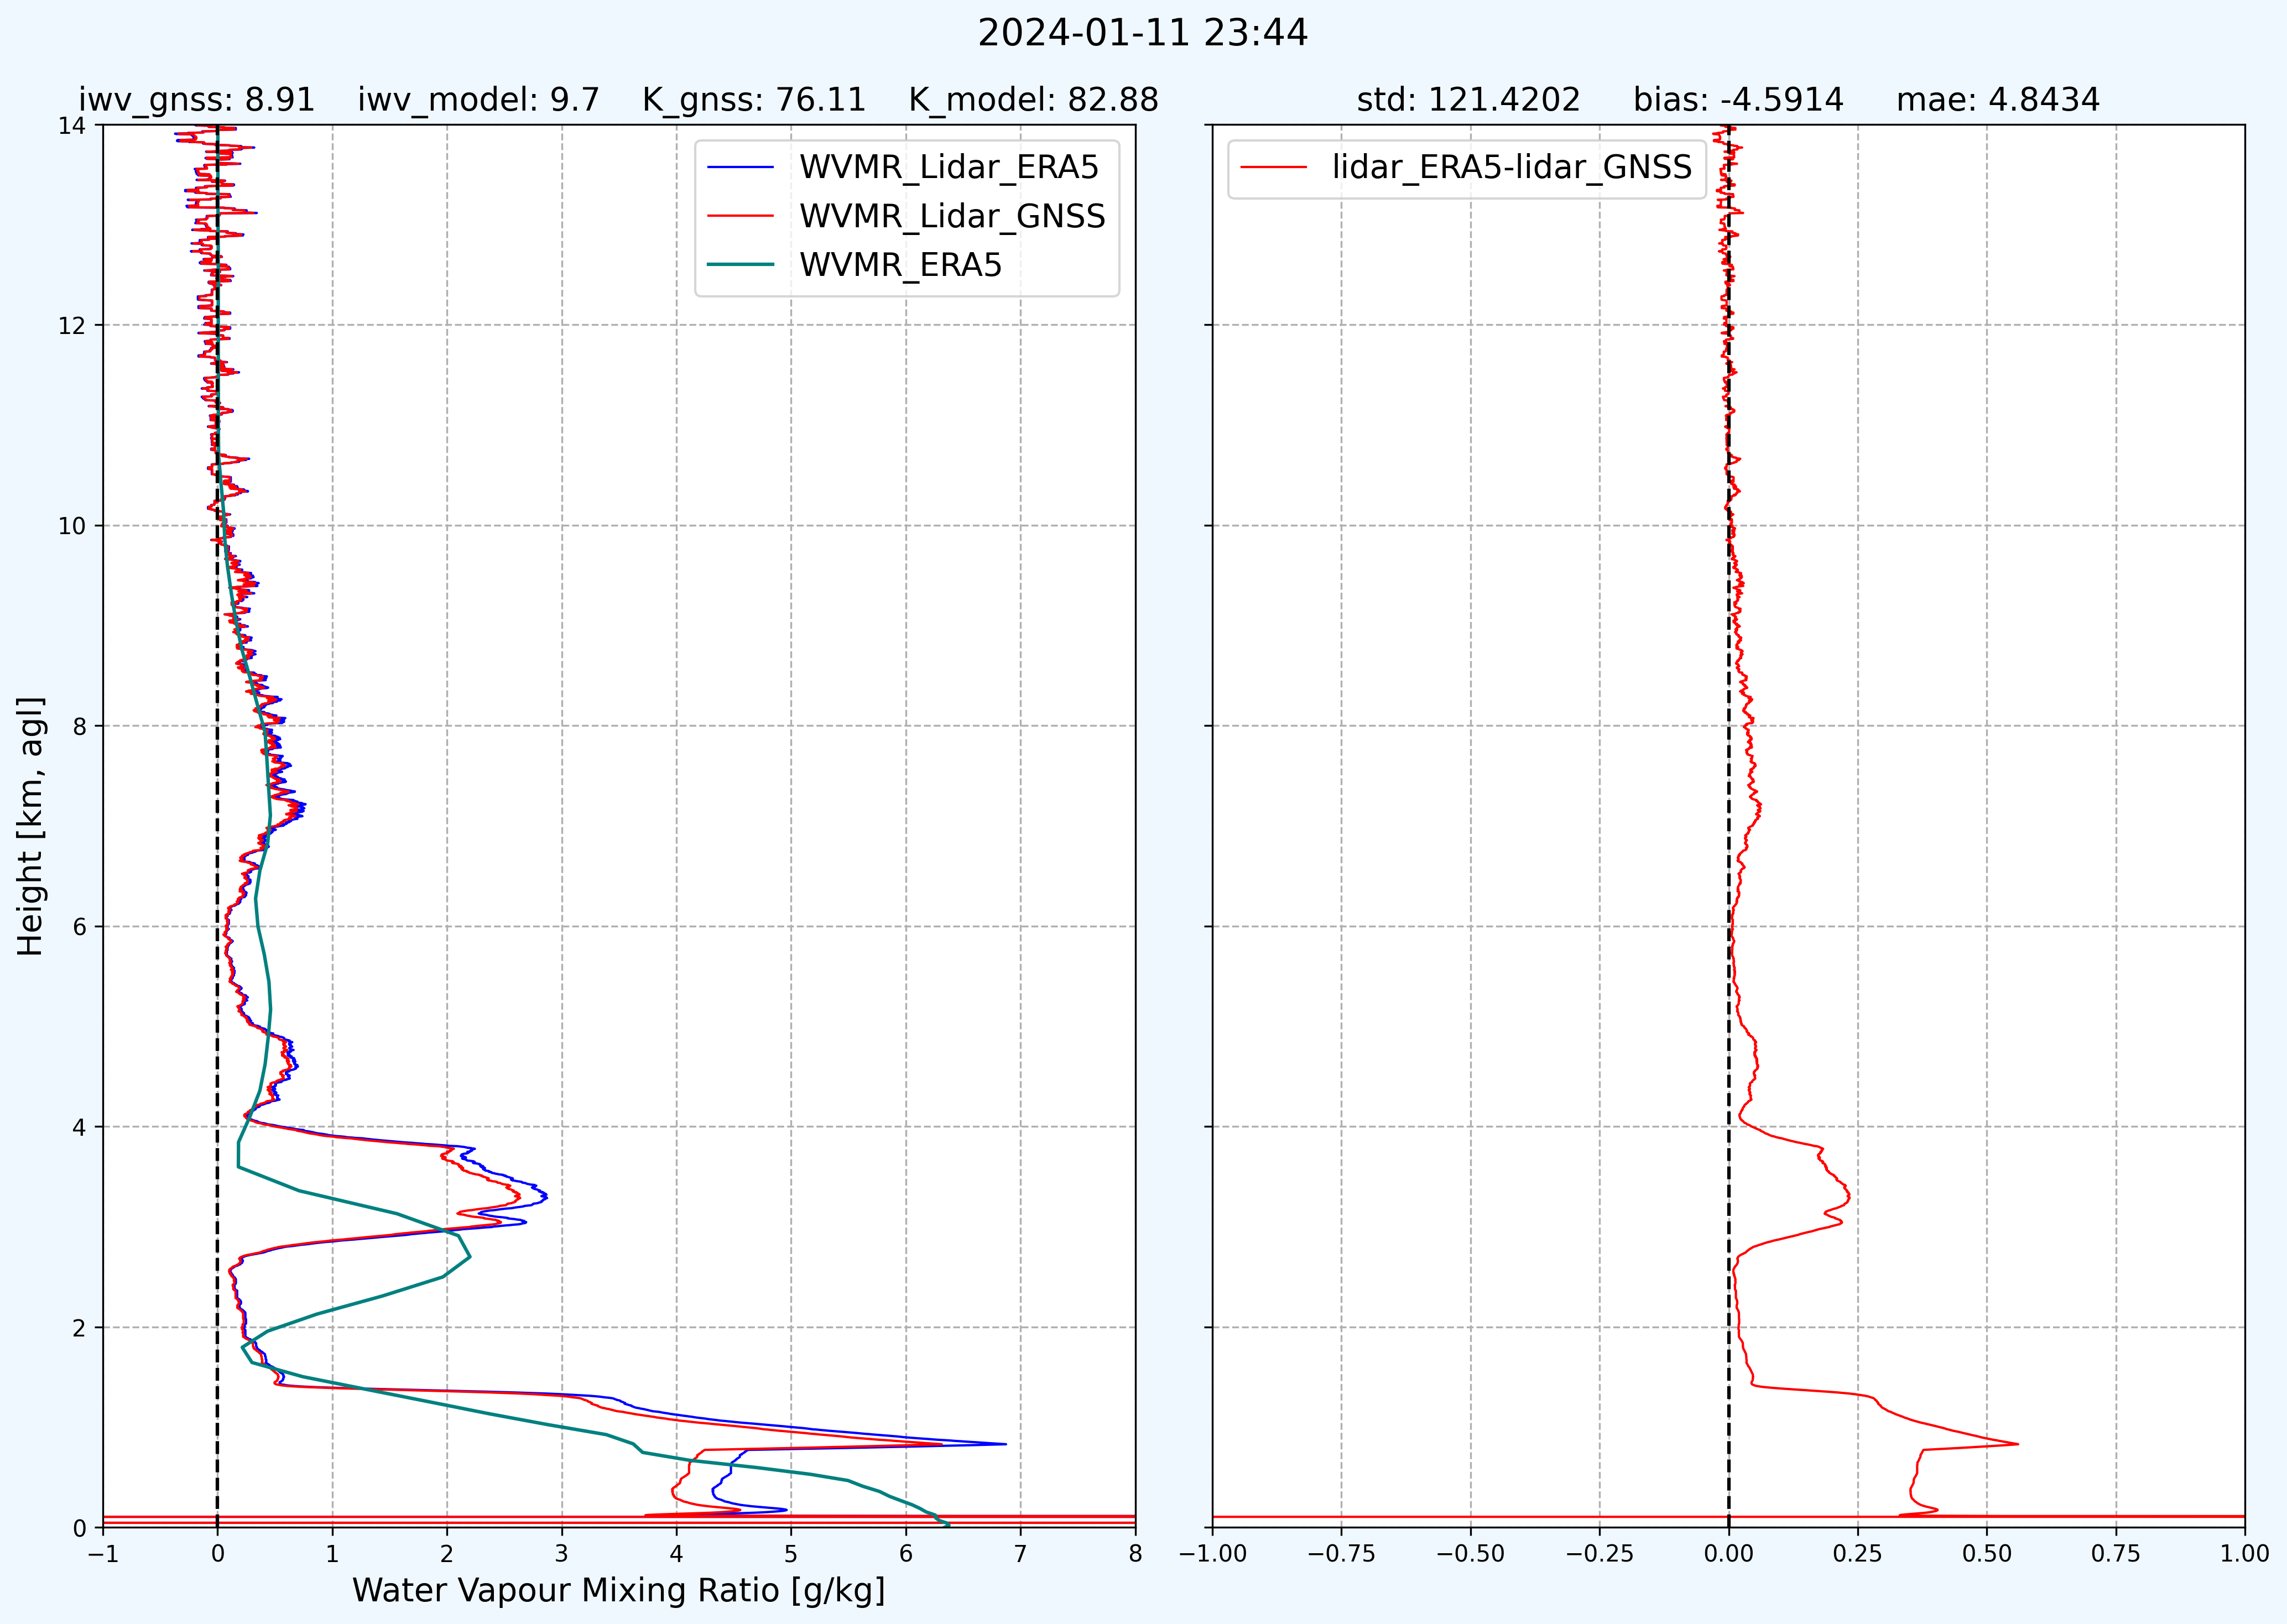 2024-01-11 23:44
iwv_gnss: 8.91 iwv_model: 9.7 K_gnss: 76.11 K_model: 82.88
std: 121.4202 bias: -4.5914 mae: 4.8434
WVMR_Lidar_ERA5
WVMR_Lidar_GNSS
WVMR_ERA5
lidar_ERA5-lidar_GNSS
Height [km, agl]
14
12
10
8
6
4
2
0
−1 0 1 2 3 4 5 6 7 8
Water Vapour Mixing Ratio [g/kg]
−1.00 −0.75 −0.50 −0.25 0.00 0.25 0.50 0.75 1.00